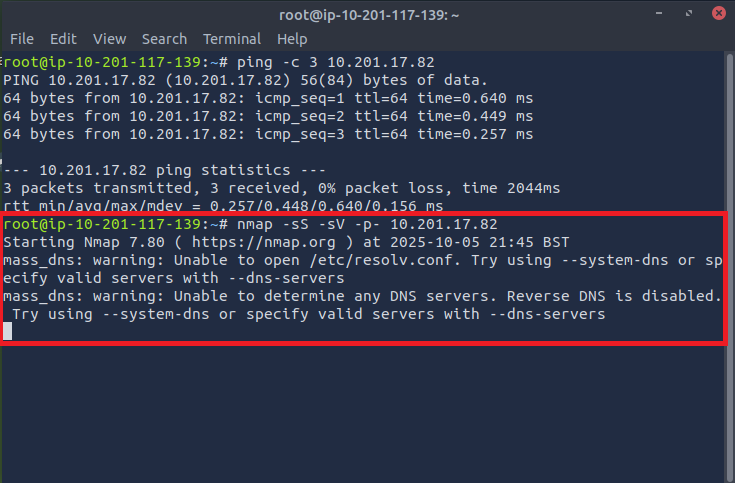 root@ip-10-201-117-139: ~
File Edit View Search Terminal Help
root@ip-10-201-117-139:~# ping -c 3 10.201.17.82
PING 10.201.17.82 (10.201.17.82) 56(84) bytes of data.
64 bytes from 10.201.17.82: icmp_seq=1 ttl=64 time=0.640 ms
64 bytes from 10.201.17.82: icmp_seq=2 ttl=64 time=0.449 ms
64 bytes from 10.201.17.82: icmp_seq=3 ttl=64 time=0.257 ms
--- 10.201.17.82 ping statistics ---
3 packets transmitted, 3 received, 0% packet loss, time 2044ms
rtt min/avg/max/mdev = 0.257/0.448/0.640/0.156 ms
root@ip-10-201-117-139:~# nmap -sS -sV -p- 10.201.17.82
Starting Nmap 7.80 ( https://nmap.org ) at 2025-10-05 21:45 BST
mass_dns: warning: Unable to open /etc/resolv.conf. Try using --system-dns or sp
ecify valid servers with --dns-servers
mass_dns: warning: Unable to determine any DNS servers. Reverse DNS is disabled.
 Try using --system-dns or specify valid servers with --dns-servers